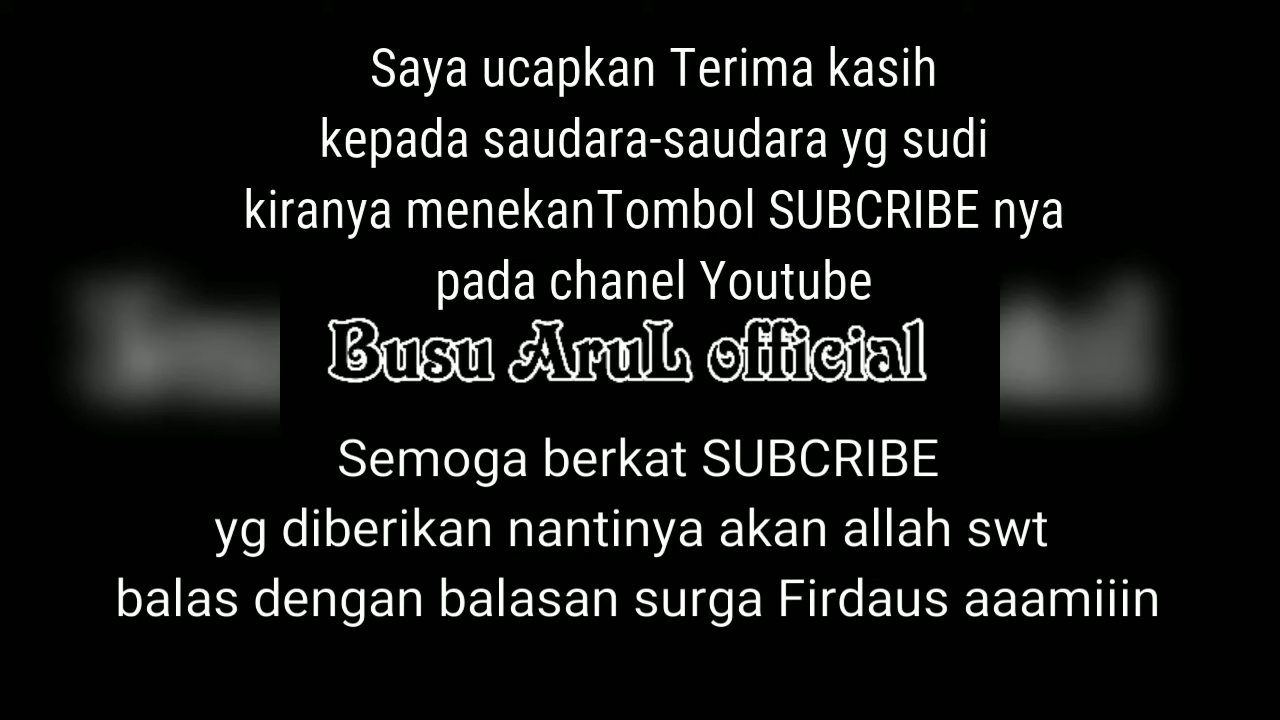 Saya ucapkan Terima kasih
kepada saudara-saudara yg sudi
kiranya menekanTombol SUBCRIBE nya
pada chanel Youtube
Busu AruL official
Semoga berkat SUBCRIBE
yg diberikan nantinya akan allah swt
balas dengan balasan surga Firdaus aaamiiin